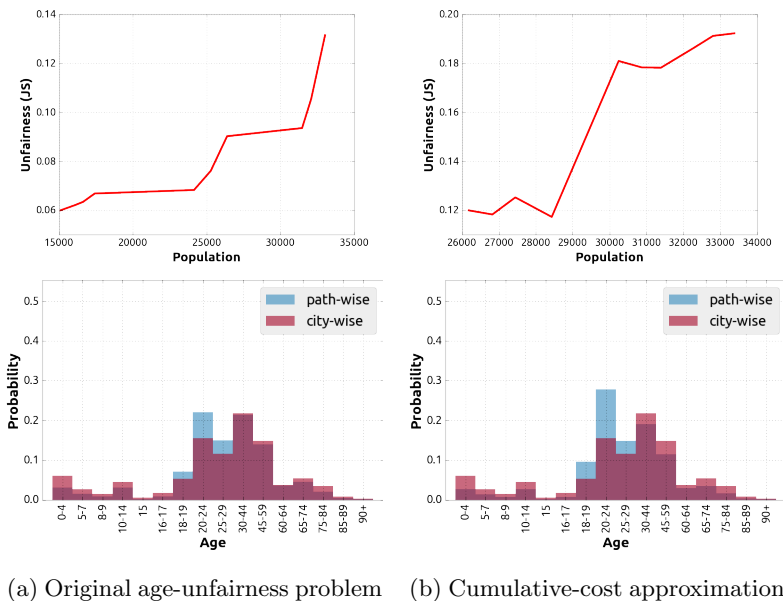 0.14
0.12
0.10
0.08
0.06
Unfairness (JS)
15000 20000 25000 30000 35000
Population
0.20
0.18
0.16
0.14
0.12
Unfairness (JS)
26000 27000 28000 29000 30000 31000 32000 33000 34000
Population
path-wise
city-wise
0.5
0.4
0.3
0.2
0.1
0.0
Probability
0-4 5-7 8-9 10-14 15 16-17 18-19 20-24 25-29 30-44 45-59 60-64 65-74 75-84 85-89 90+
Age
path-wise
city-wise
0.5
0.4
0.3
0.2
0.1
0.0
Probability
0-4 5-7 8-9 10-14 15 16-17 18-19 20-24 25-29 30-44 45-59 60-64 65-74 75-84 85-89 90+
Age
(a) Original age-unfairness problem
(b) Cumulative-cost approximation